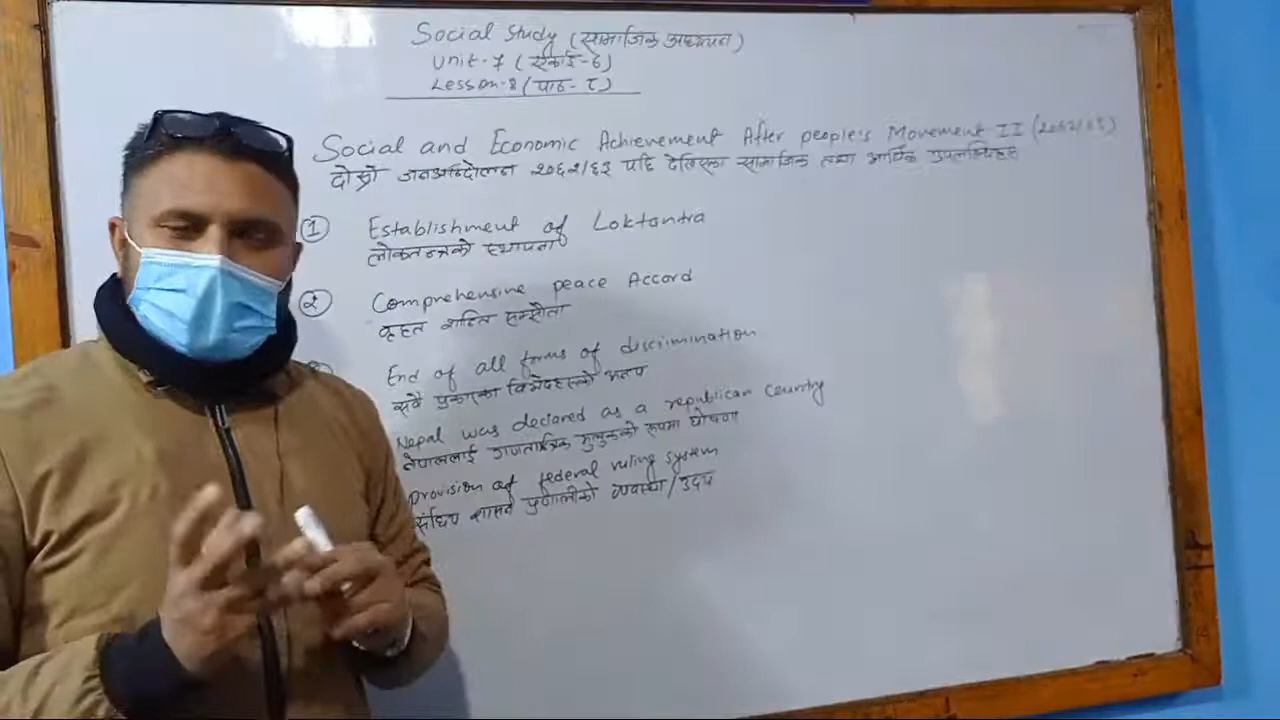 Social Study (सामाजिक अध्ययन)
Unit-7 (एकाई-
Lesson-8 (पाठ-८)
Social and Economic Achievement After people's Movement II (२०६२/६३)
दोस्रो जनआन्दोलन २०६२/६३ पछि देखिएका सामाजिक तथा आर्थिक उपलब्धिहरु
① Establishment of Loktantra
लोकतन्त्रको स्थापना
② Comprehensive peace Accord
वृहत शान्ति सम्झौता
End of all forms of discrimination
सबै प्रकारका विभेदहरुको अन्त्य
Nepal was declared as a republican country
नेपाललाई गणतान्त्रिक मुलुकको रुपमा घोषणा
provision of federal ruling system
संघिय शासन प्रणालीको व्यवस्था/उदय